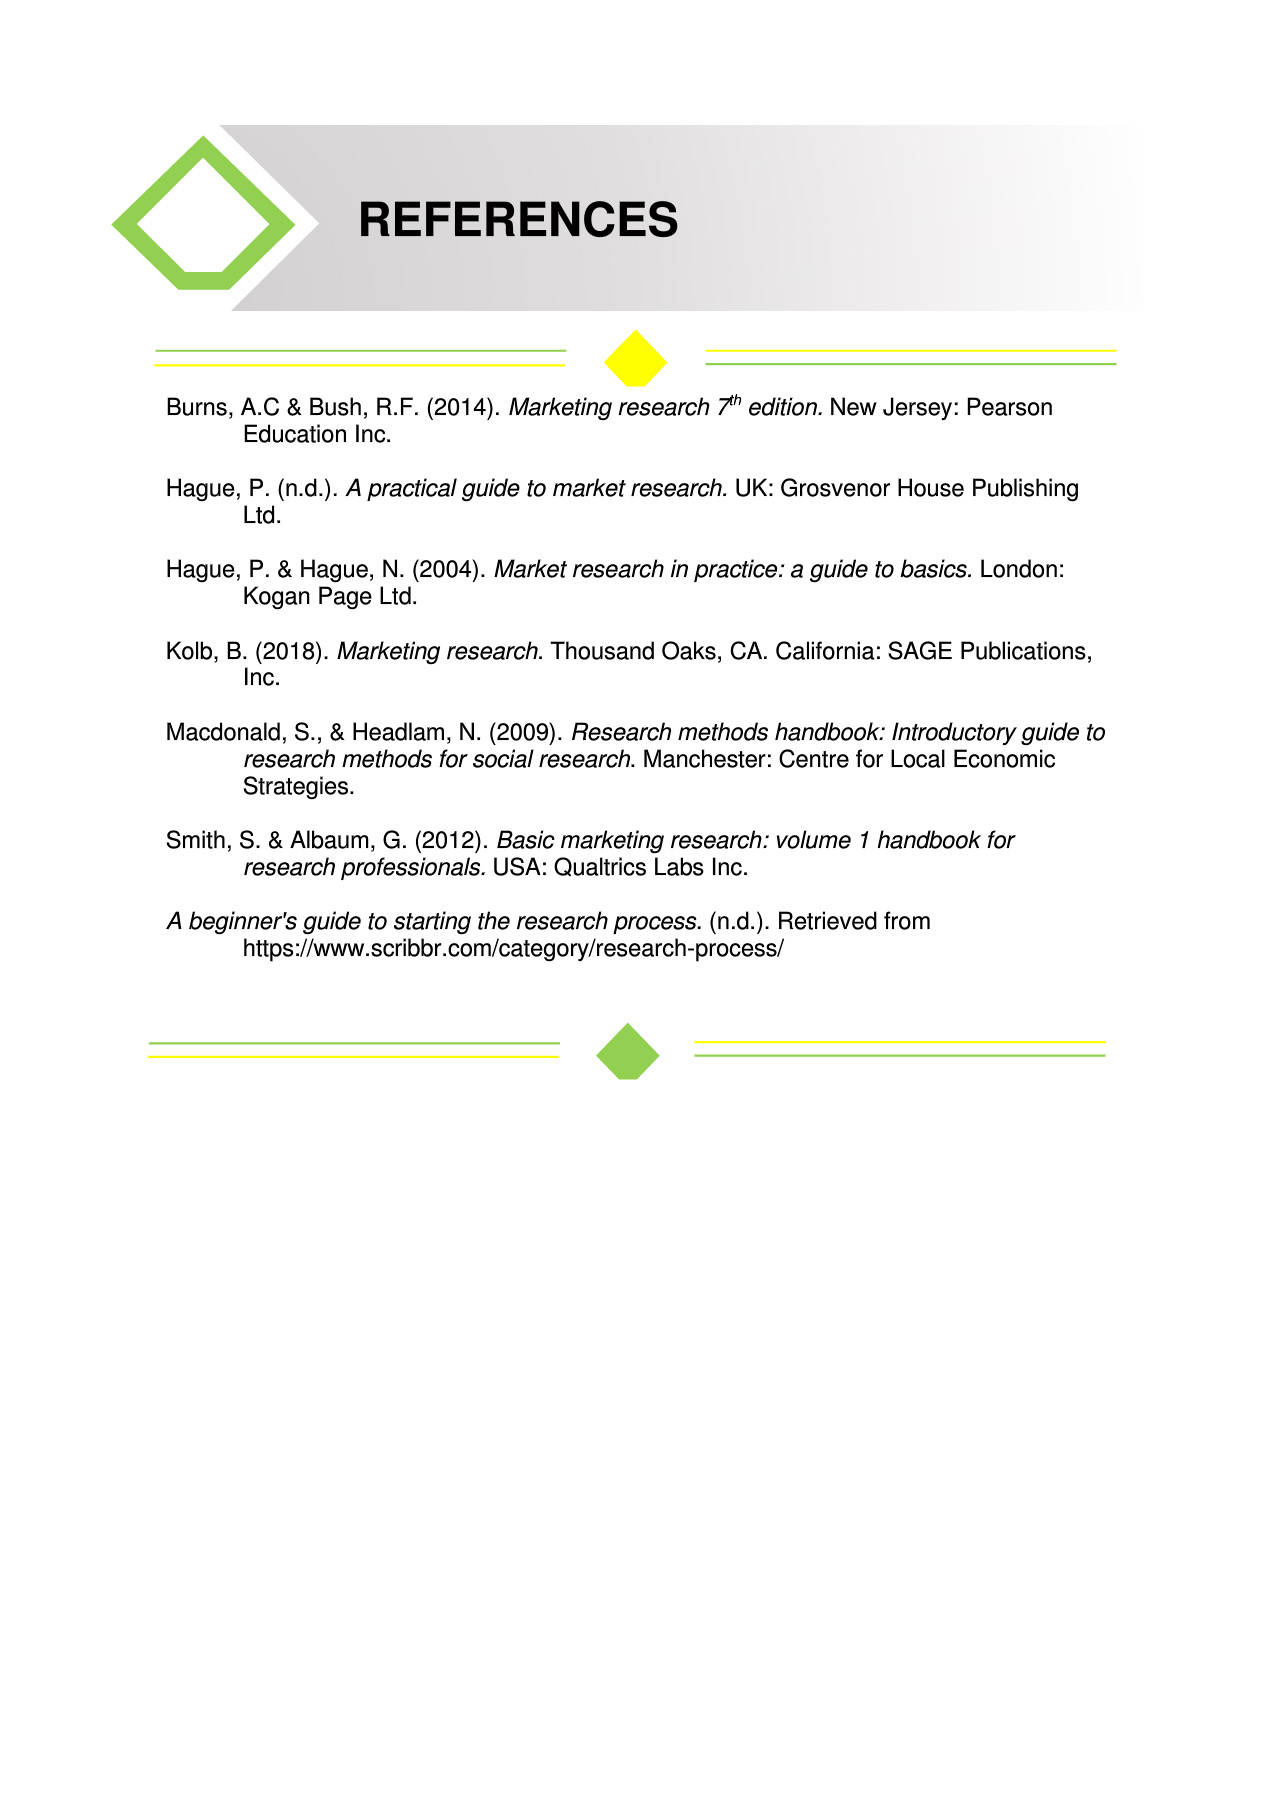 REFERENCES
Burns, A.C & Bush, R.F. (2014). Marketing research 7th edition. New Jersey: Pearson
Education Inc.
Hague, P. (n.d.). A practical guide to market research. UK: Grosvenor House Publishing
Ltd.
Hague, P. & Hague, N. (2004). Market research in practice: a guide to basics. London:
Kogan Page Ltd.
Kolb, B. (2018). Marketing research. Thousand Oaks, CA. California: SAGE Publications,
Inc.
Macdonald, S., & Headlam, N. (2009). Research methods handbook: Introductory guide to
research methods for social research. Manchester: Centre for Local Economic
Strategies.
Smith, S. & Albaum, G. (2012). Basic marketing research: volume 1 handbook for
research professionals. USA: Qualtrics Labs Inc.
A beginner's guide to starting the research process. (n.d.). Retrieved from
https://www.scribbr.com/category/research-process/